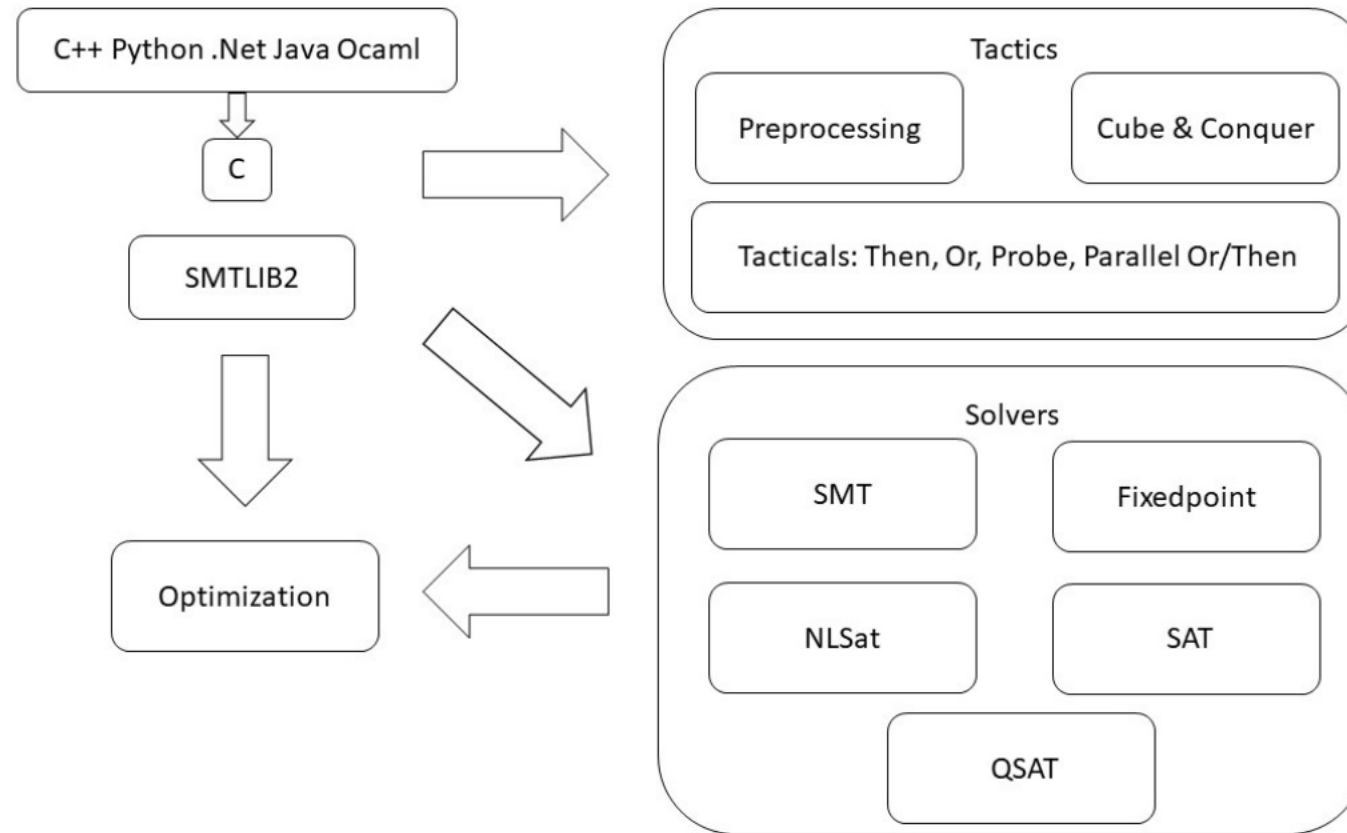 C++ Python .Net Java Ocaml
C
SMTLIB2
Optimization
Tactics
Preprocessing
Cube & Conquer
Tacticals: Then, Or, Probe, Parallel Or/Then
Solvers
SMT
Fixedpoint
NLSat
SAT
QSAT